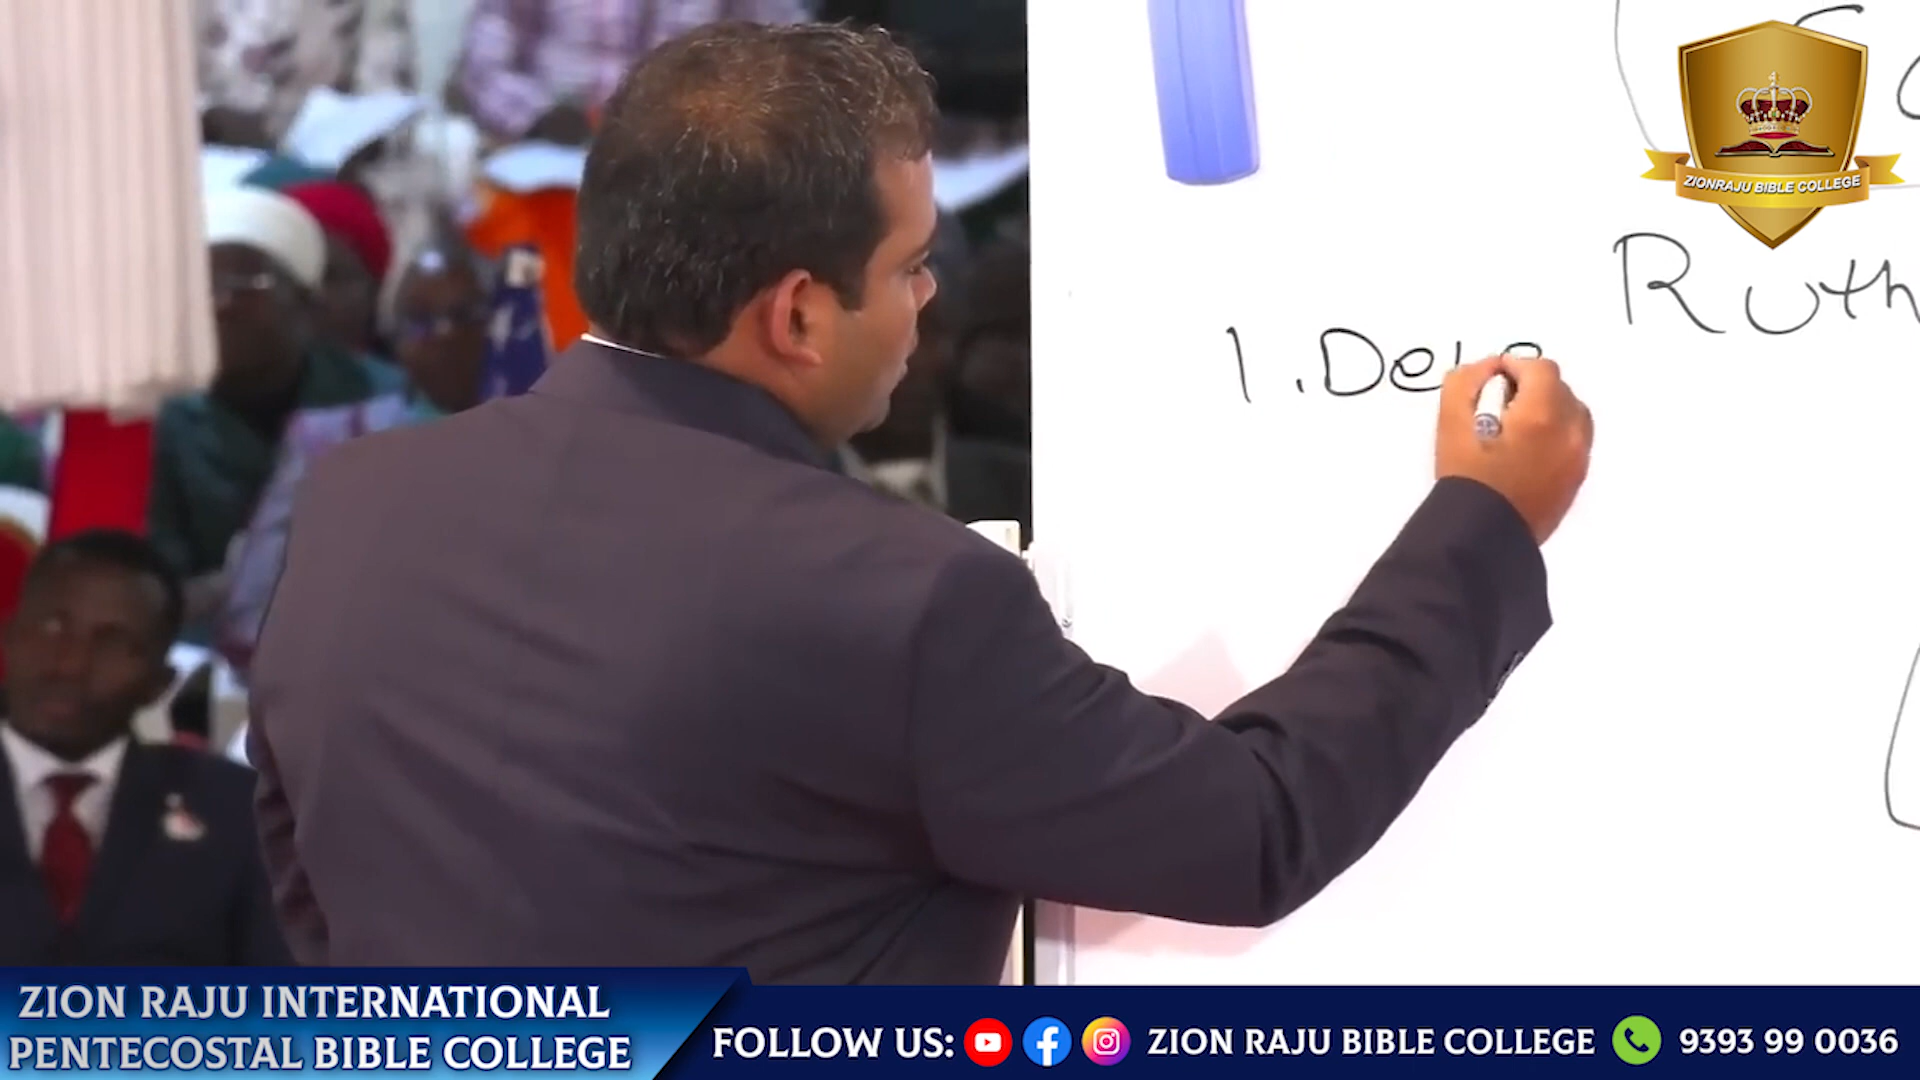 ZIONRAJU BIBLE COLLEGE
Ruth
1.
ZION RAJU INTERNATIONAL
PENTECOSTAL BIBLE COLLEGE
FOLLOW US: ZION RAJU BIBLE COLLEGE 9393 99 0036